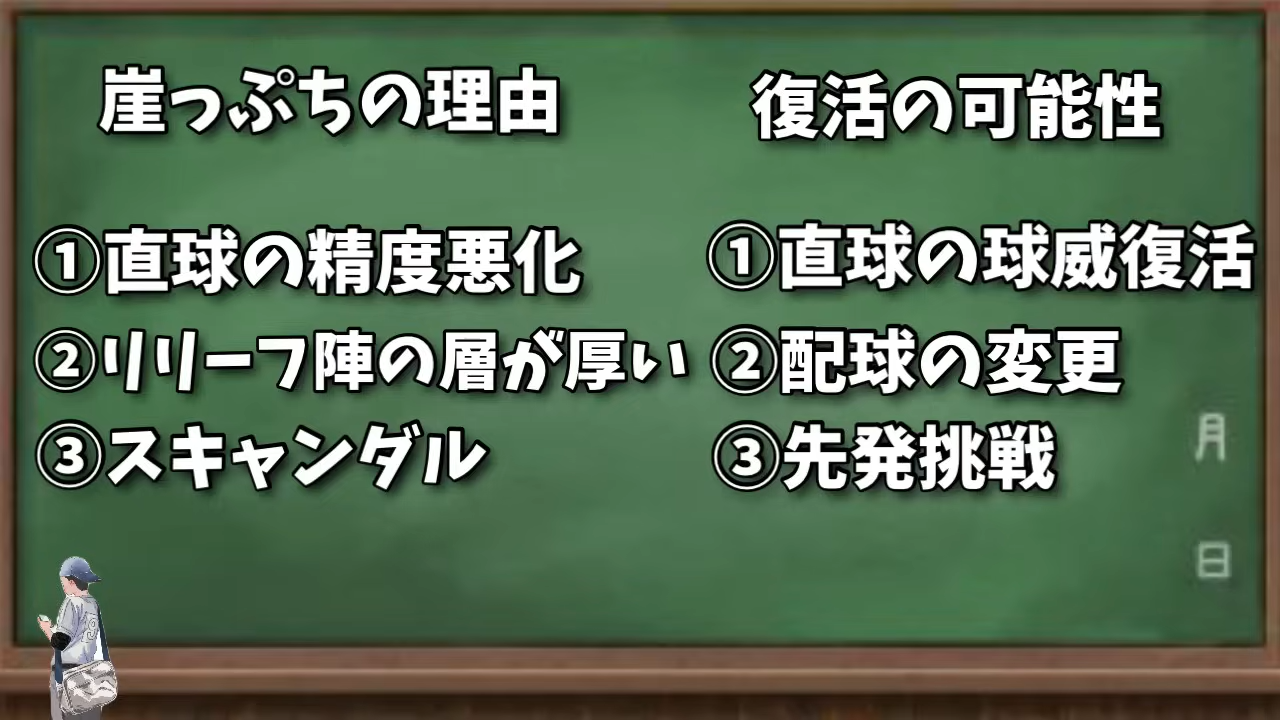 崖っぷちの理由
①直球の精度悪化
②リリーフ陣の層が厚い
③スキャンダル
復活の可能性
①直球の球威復活
②配球の変更
③先発挑戦
月
日